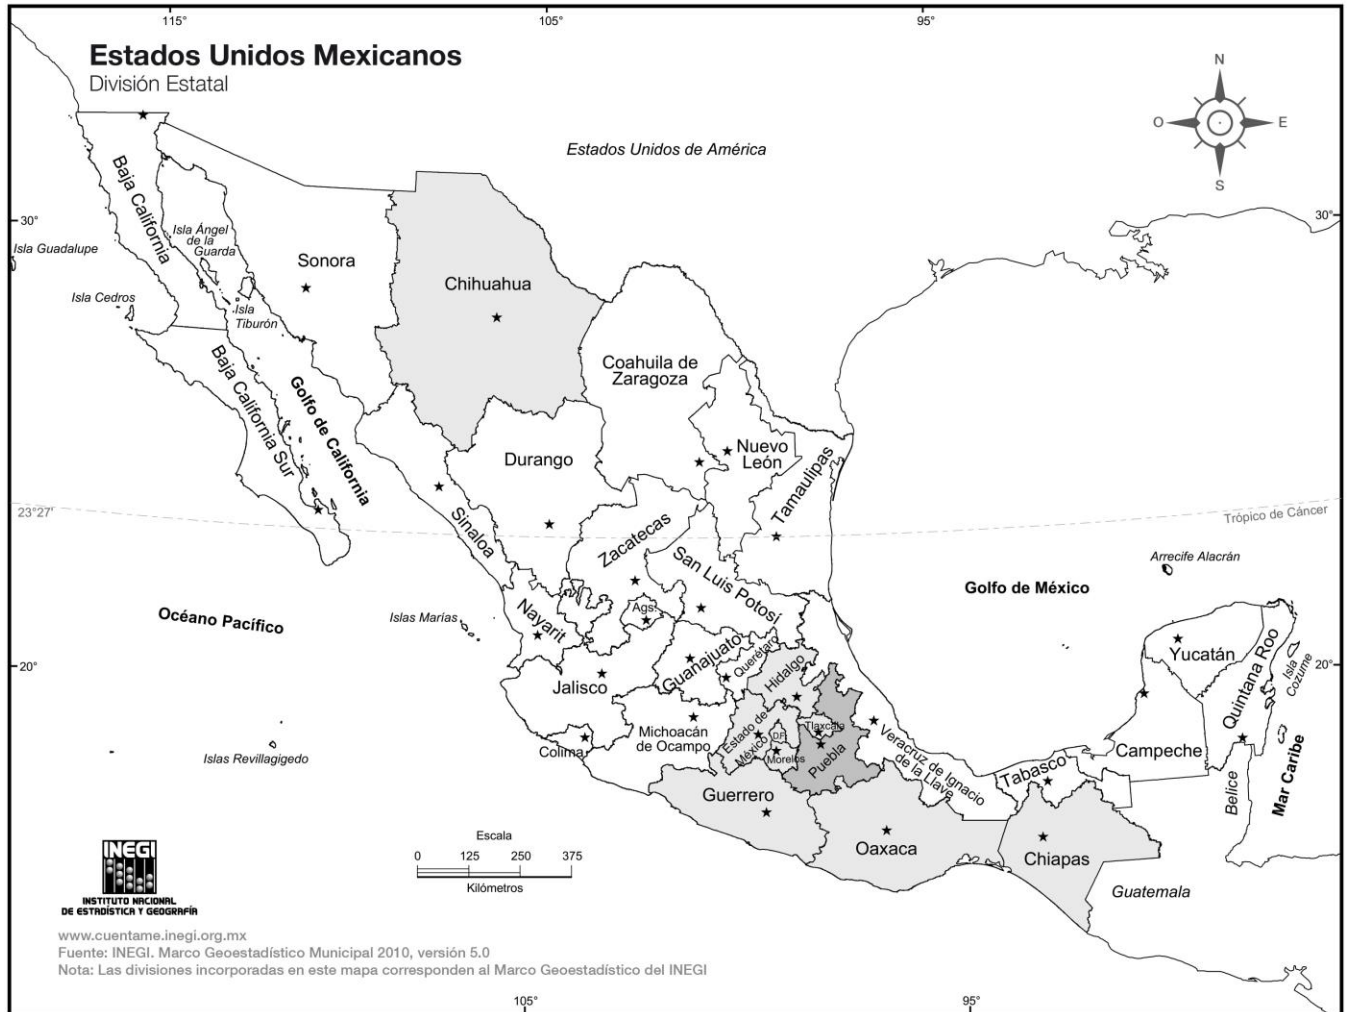 115°
105°
95°
Estados Unidos Mexicanos
División Estatal
N
O
E
S
Estados Unidos de América
30°
30°
Baja California
Isla Ángel
de la
Guarda
Isla Guadalupe
Sonora
Chihuahua
Isla Cedros
Isla
Tiburón
Coahuila de
Zaragoza
Baja California Sur
Golfo de California
Nuevo
León
Durango
Tamaulipas
23°27'
Trópico de Cáncer
Sinaloa
Zacatecas
San Luis Potosí
Arrecife Alacrán
Golfo de México
Océano Pacífico
Islas Marías
Nayarit
Ags.
Guanajuato
Querétaro
Hidalgo
Yucatán
Quintana Roo
Isla
Cozume
20°
20°
Jalisco
Michoacán
de Ocampo
Estado de
México
D.F.
Tlaxcala
Morelos
Puebla
Veracruz de Ignacio
de la Llave
Campeche
Colima
Islas Revillagigedo
Tabasco
Belice
Mar Caribe
Guerrero
Oaxaca
Chiapas
Guatemala
Escala
0 125 250 375
Kilómetros
INEGI
INSTITUTO NACIONAL
DE ESTADÍSTICA Y GEOGRAFÍA
www.cuentame.inegi.org.mx
Fuente: INEGI. Marco Geoestadístico Municipal 2010, versión 5.0
Nota: Las divisiones incorporadas en este mapa corresponden al Marco Geoestadístico del INEGI
105°
95°